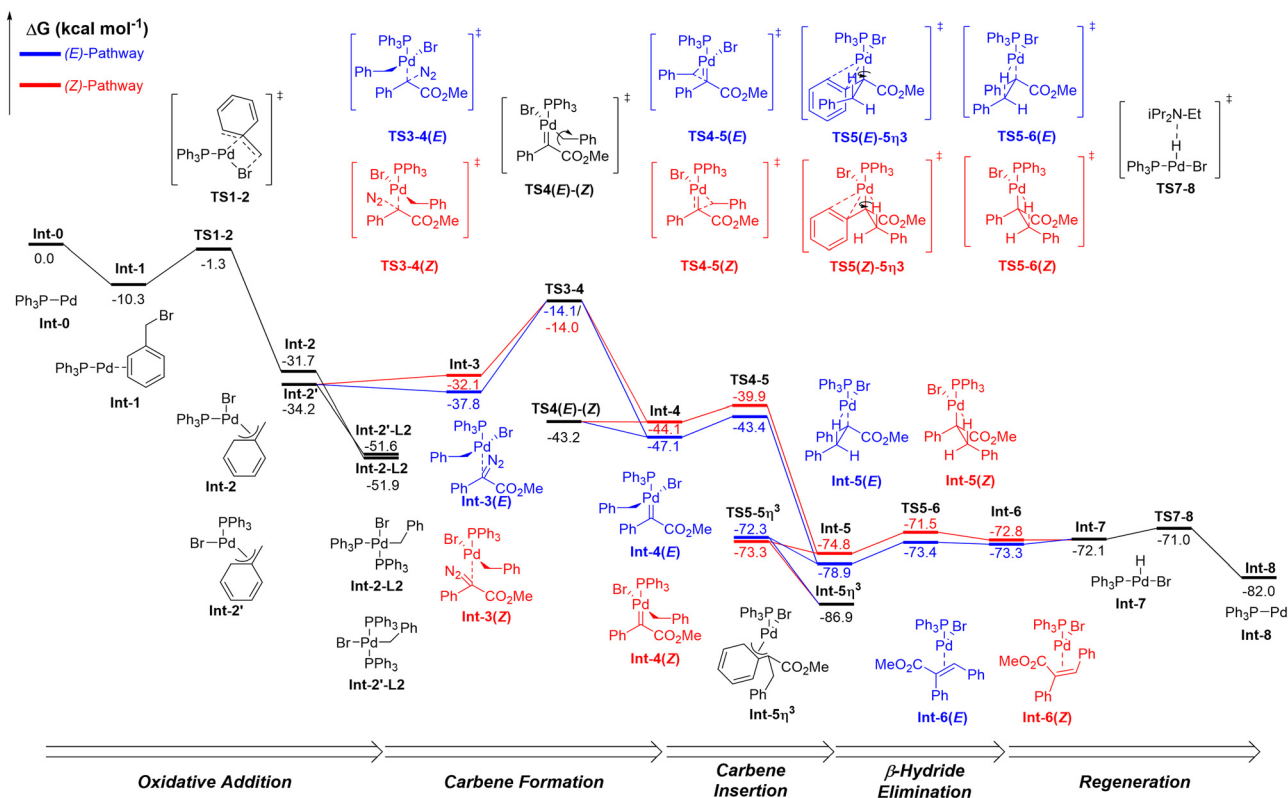 ΔG (kcal mol-1)
(E)-Pathway
(Z)-Pathway
‡
Ph3P-Pd
Br
TS1-2
‡
Ph3P
Br
Ph
Pd
N2
Ph
CO2Me
TS3-4(E)
‡
PPh3
Br
Pd
N2
Ph
Ph
CO2Me
TS3-4(Z)
‡
PPh3
Br
Pd
Ph
Ph
CO2Me
TS4(E)-(Z)
‡
Ph3P
Br
Pd
Ph
Ph
CO2Me
TS4-5(E)
‡
PPh3
Br
Pd
Ph
Ph
CO2Me
TS4-5(Z)
‡
Ph3P Br
Pd
H
CO2Me
Ph
H
TS5(E)-5η3
‡
PPh3
Br
Pd
H
CO2Me
H
Ph
TS5(Z)-5η3
‡
Ph3P Br
Pd
H
Ph
CO2Me
Ph
H
TS5-6(E)
‡
PPh3
Br
Pd
H
Ph
CO2Me
H
Ph
TS5-6(Z)
‡
iPr2N-Et
H
Ph3P-Pd-Br
TS7-8
Int-0
0.0
Ph3P-Pd
Int-0
Int-1
-10.3
Br
Ph3P-Pd
Int-1
TS1-2
-1.3
Int-2
-31.7
Int-2'
-34.2
Int-2'-L2
-51.6
Int-2-L2
-51.9
Br
Ph3P-Pd
Int-2
PPh3
Br-Pd
Int-2'
Br
Ph
Ph3P-Pd
PPh3
Int-2-L2
PPh3
Ph
Br-Pd
PPh3
Int-2'-L2
Int-3
-32.1
-37.8
Ph3P
Br
Ph
Pd
N2
Ph
CO2Me
Int-3(E)
PPh3
Br
Pd
N2
Ph
Ph
CO2Me
Int-3(Z)
TS3-4
-14.1/
-14.0
TS4(E)-(Z)
-43.2
Int-4
-44.1
-47.1
Ph3P
Br
Ph
Pd
Ph
CO2Me
Int-4(E)
PPh3
Br
Pd
Ph
Ph
CO2Me
Int-4(Z)
TS4-5
-39.9
-43.4
TS5-5η3
-72.3
-73.3
Int-5
-74.8
-78.9
Int-5η3
-86.9
Ph3P Br
Pd
CO2Me
Ph
Int-5η3
Ph3P
Br
Pd
H
Ph
CO2Me
Ph
H
Int-5(E)
PPh3
Br
Pd
H
Ph
CO2Me
H
Ph
Int-5(Z)
TS5-6
-71.5
-73.4
Int-6
-72.8
-73.3
Ph3P
Br
Pd
MeO2C
Ph
Ph
Int-6(E)
Ph3P
Br
Pd
MeO2C
Ph
Ph
Int-6(Z)
Int-7
-72.1
H
Ph3P-Pd-Br
Int-7
TS7-8
-71.0
Int-8
-82.0
Ph3P-Pd
Int-8
Oxidative Addition
Carbene Formation
Carbene
Insertion
β-Hydride
Elimination
Regeneration